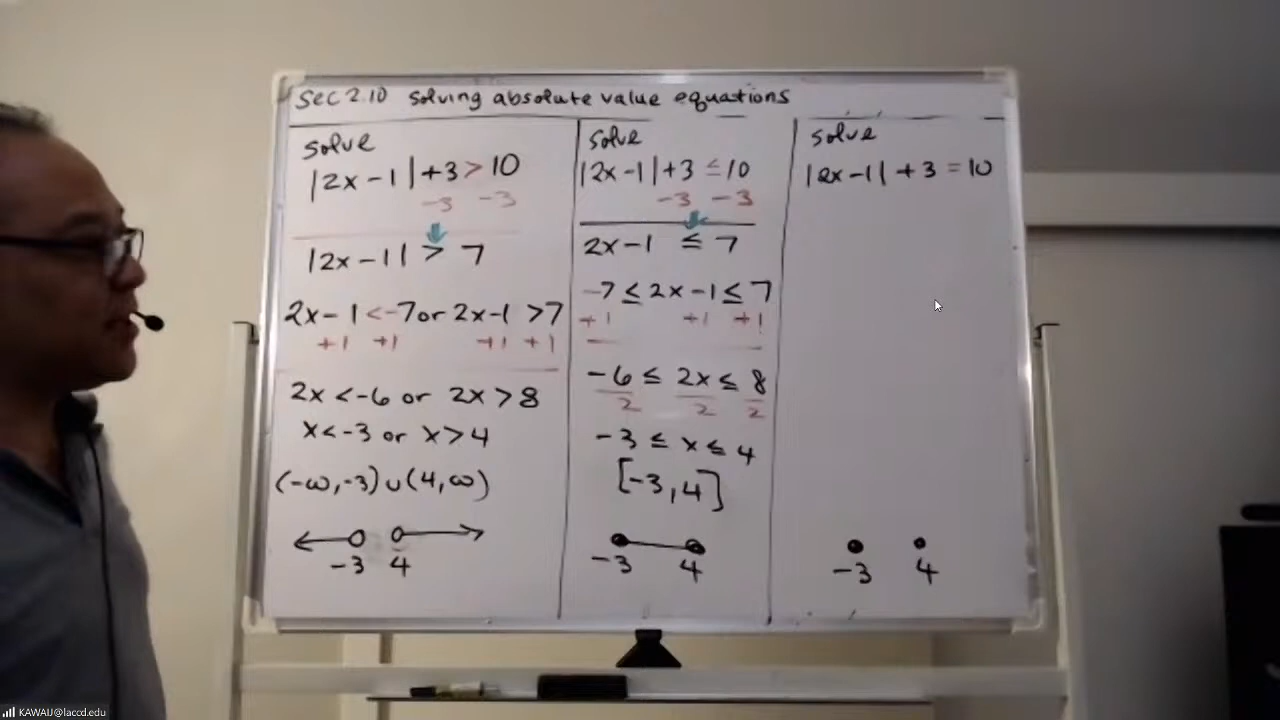 Sec 2.10 solving absolute value equations
solve
|2x-1|+3>10
-3 -3
|2x-1| > 7
2x-1<-7 or 2x-1>7
+1 +1 +1 +1
2x<-6 or 2x>8
x<-3 or x>4
(-∞,-3)∪(4,∞)
-3 4
solve
|2x-1|+3 ≤10
-3 -3
2x-1 ≤ 7
-7≤2x-1≤7
+1 +1 +1
-6 ≤ 2x ≤ 8
2 2 2
-3 ≤ x ≤ 4
[-3,4]
-3 4
solve
|2x-1| + 3 = 10
-3 4
KAWAIJ@laccd.edu